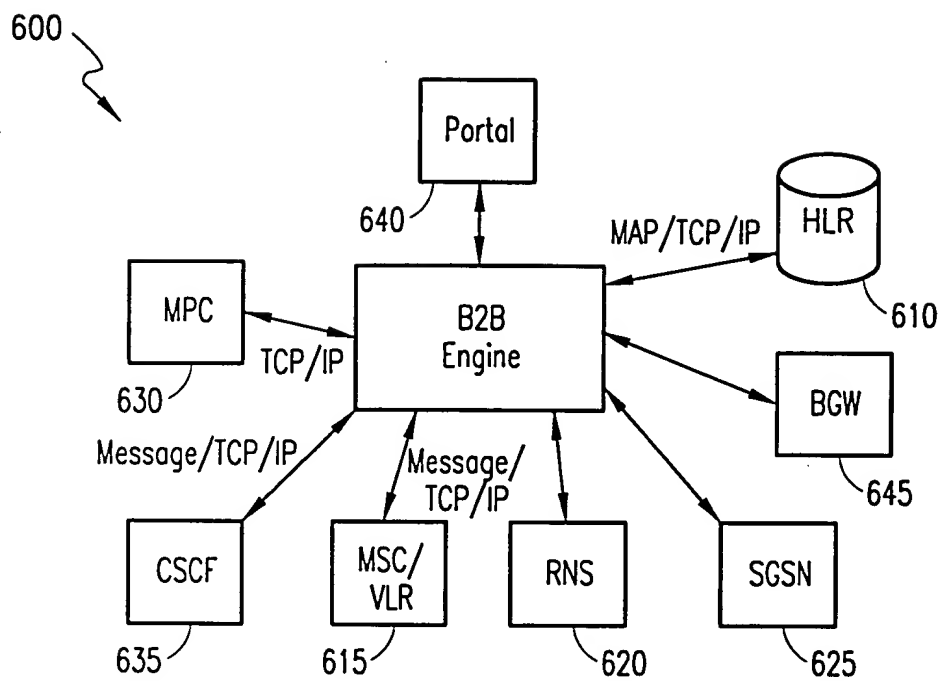 600
Portal
640
MAP/TCP/IP
HLR
610
MPC
630
TCP/IP
B2B
Engine
BGW
645
Message/TCP/IP
Message/
TCP/IP
CSCF
635
MSC/
VLR
615
RNS
620
SGSN
625